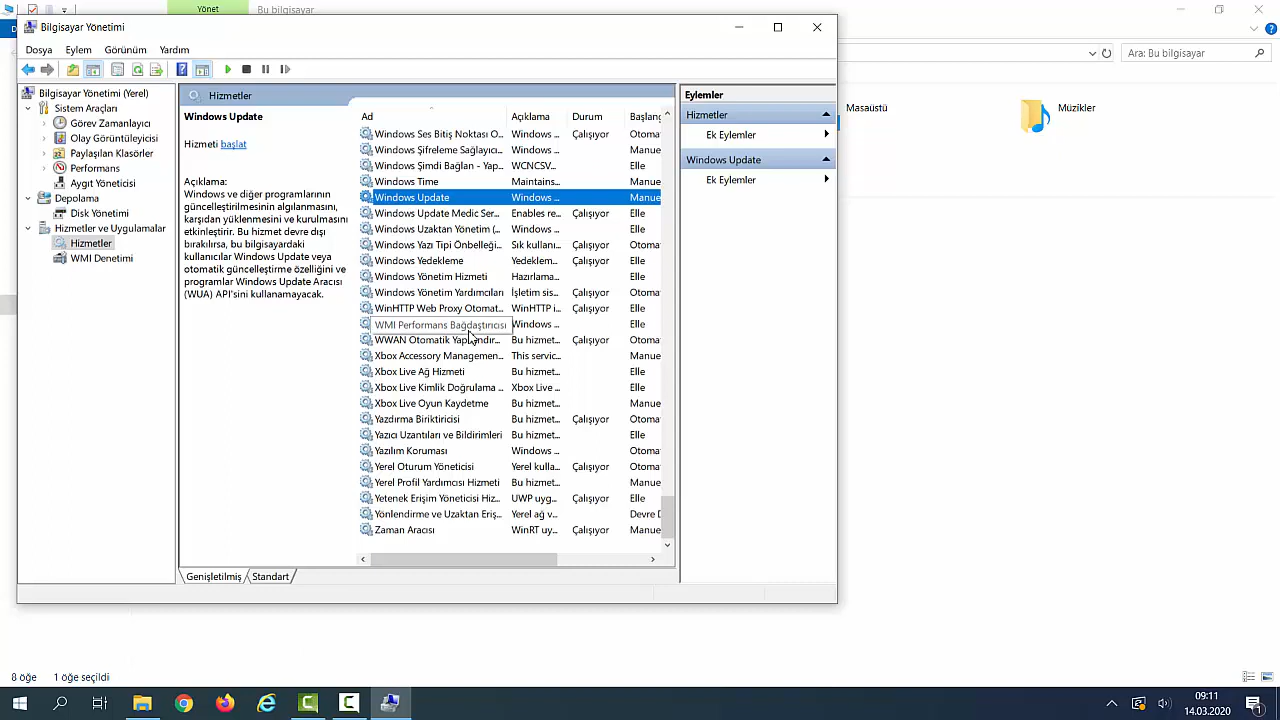 Yönet
Bu bilgisayar
Bilgisayar Yönetimi
Dosya Eylem Görünüm Yardım
Ara: Bu bilgisayar
Bilgisayar Yönetimi (Yerel)
Sistem Araçları
Görev Zamanlayıcı
Olay Görüntüleyicisi
Paylaşılan Klasörler
Performans
Aygıt Yöneticisi
Depolama
Disk Yönetimi
Hizmetler ve Uygulamalar
Hizmetler
WMI Denetimi
Hizmetler
Windows Update
Hizmeti başlat
Açıklama:
Windows ve diğer programlarının
güncelleştirilmesinin algılanmasını,
karşıdan yüklenmesini ve kurulmasını
etkinleştirir. Bu hizmet devre dışı
bırakılırsa, bu bilgisayardaki
kullanıcılar Windows Update veya
otomatik güncelleştirme özelliğini ve
programlar Windows Update Aracısı
(WUA) API'sini kullanamayacak.
Ad Açıklama Durum Başlang
Windows Ses Bitiş Noktası O... Windows ... Çalışıyor Otomat
Windows Şifreleme Sağlayıcı... Windows ... Manue
Windows Şimdi Bağlan - Yap... WCNCSV... Elle
Windows Time Maintains... Manue
Windows Update Windows ... Manue
Windows Update Medic Ser... Enables re... Çalışıyor Elle
Windows Uzaktan Yönetim (... Windows ... Elle
Windows Yazı Tipi Önbelleği... Sık kullanı... Çalışıyor Otomat
Windows Yedekleme Yedeklem... Çalışıyor Elle
Windows Yönetim Hizmeti Hazırlama... Elle
Windows Yönetim Yardımcıları İşletim sis... Çalışıyor Otomat
WinHTTP Web Proxy Otomat... WinHTTP i... Çalışıyor Elle
WMI Performans Bağdaştırıcısı Windows ... Elle
WWAN Otomatik Yapılandır... Bu hizmet... Çalışıyor Otomat
Xbox Accessory Managemen... This servic... Manue
Xbox Live Ağ Hizmeti Bu hizmet... Elle
Xbox Live Kimlik Doğrulama ... Xbox Live ... Elle
Xbox Live Oyun Kaydetme Bu hizmet... Manue
Yazdırma Biriktiricisi Bu hizmet... Çalışıyor Otomat
Yazıcı Uzantıları ve Bildirimleri Bu hizmet... Elle
Yazılım Koruması Windows ... Otomat
Yerel Oturum Yöneticisi Yerel kulla... Çalışıyor Otomat
Yerel Profil Yardımcısı Hizmeti Bu hizmet... Manue
Yetenek Erişim Yöneticisi Hiz... UWP uyg... Çalışıyor Elle
Yönlendirme ve Uzaktan Eriş... Yerel ağ v... Devre D
Zaman Aracısı WinRT uy... Çalışıyor Manue
Genişletilmiş Standart
Eylemler
Hizmetler
Ek Eylemler
Windows Update
Ek Eylemler
Masaüstü
Müzikler
8 öğe 1 öğe seçildi
09:11
14.03.2020